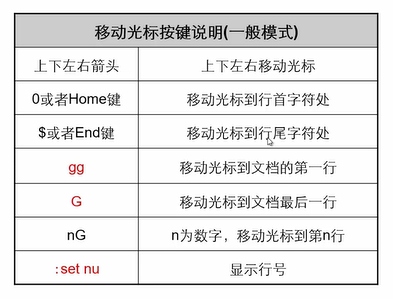 移动光标按键说明(一般模式)
上下左右箭头 上下左右移动光标
0或者Home键 移动光标到行首字符处
$或者End键 移动光标到行尾字符处
gg 移动光标到文档的第一行
G 移动光标到文档最后一行
nG n为数字，移动光标到第n行
:set nu 显示行号